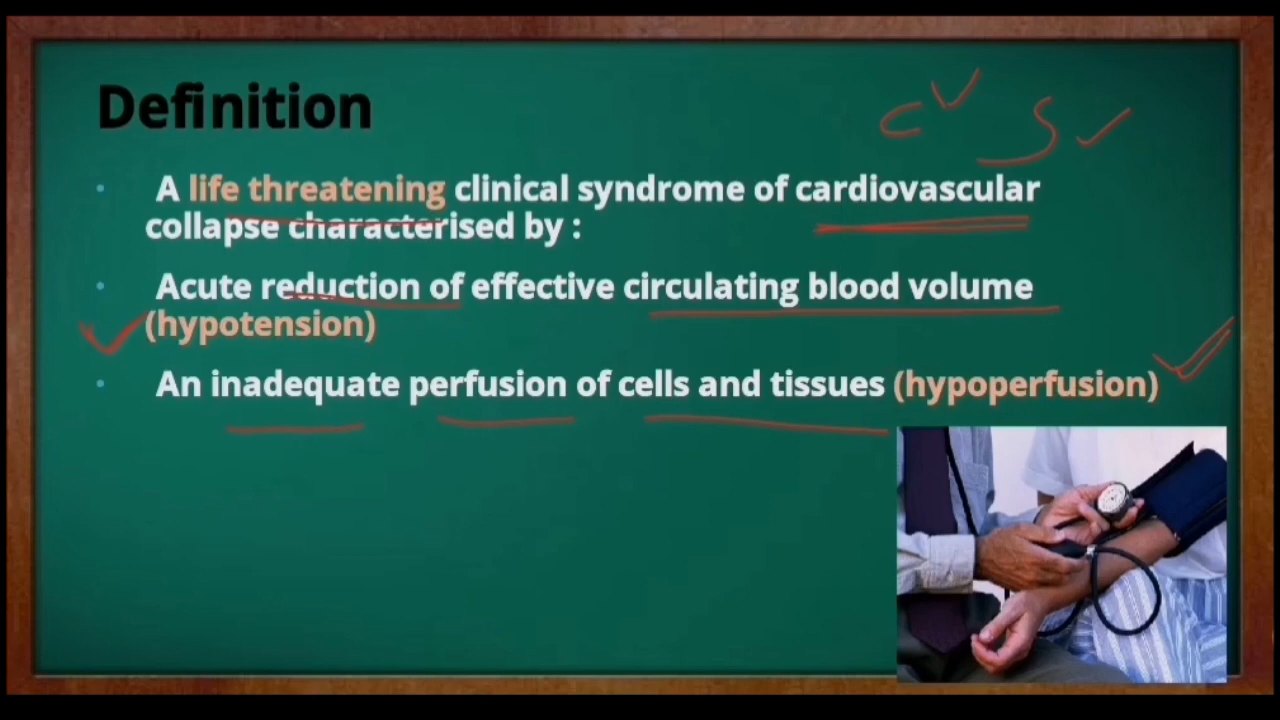 Definition
CVS
• A life threatening clinical syndrome of cardiovascular
collapse characterised by :
• Acute reduction of effective circulating blood volume
(hypotension)
• An inadequate perfusion of cells and tissues (hypoperfusion)